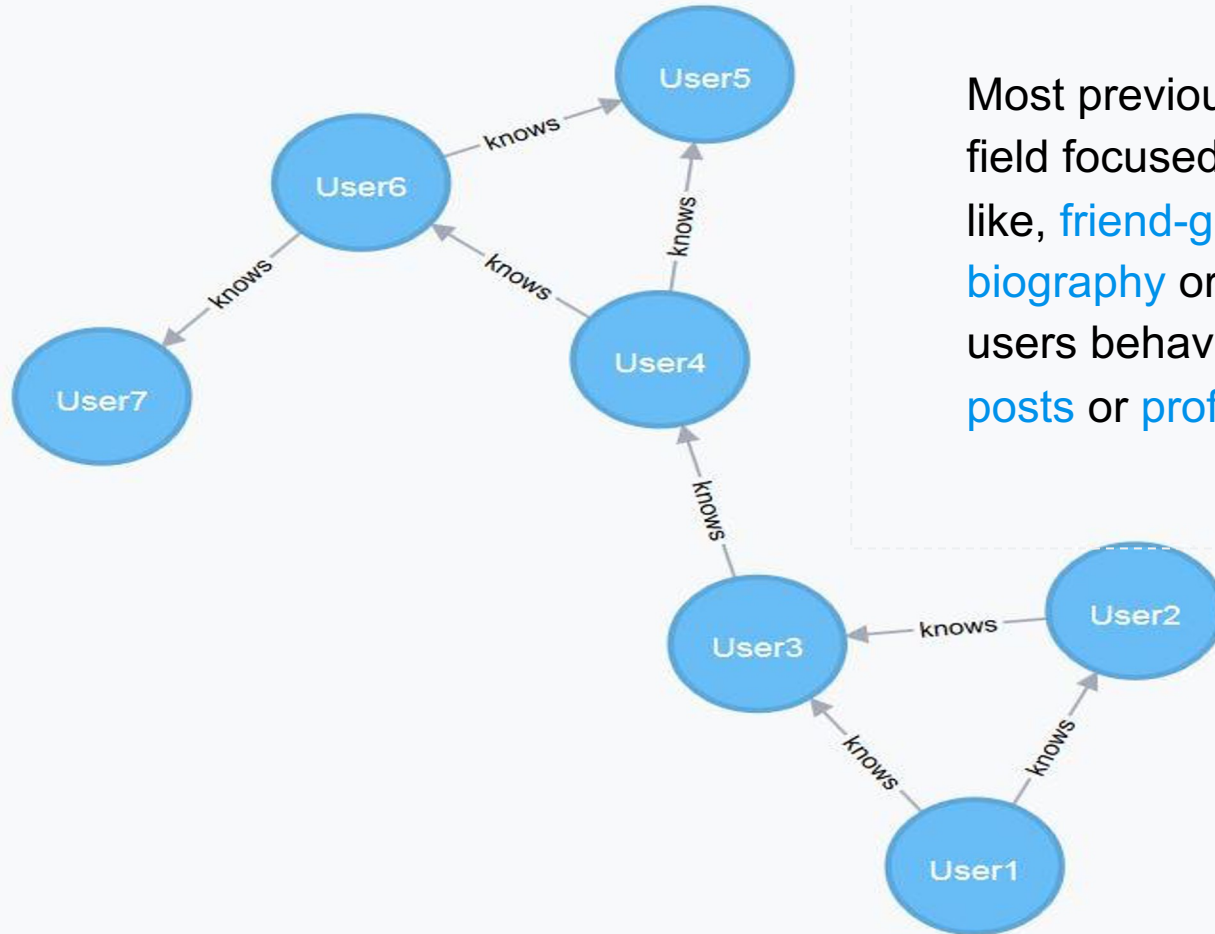 User5
knows
User6
knows
knows
knows
User4
User7
knows
User3
knows
User2
knows
knows
User1
Most previou
field focused
like, friend-g
biography or
users behav
posts or prof